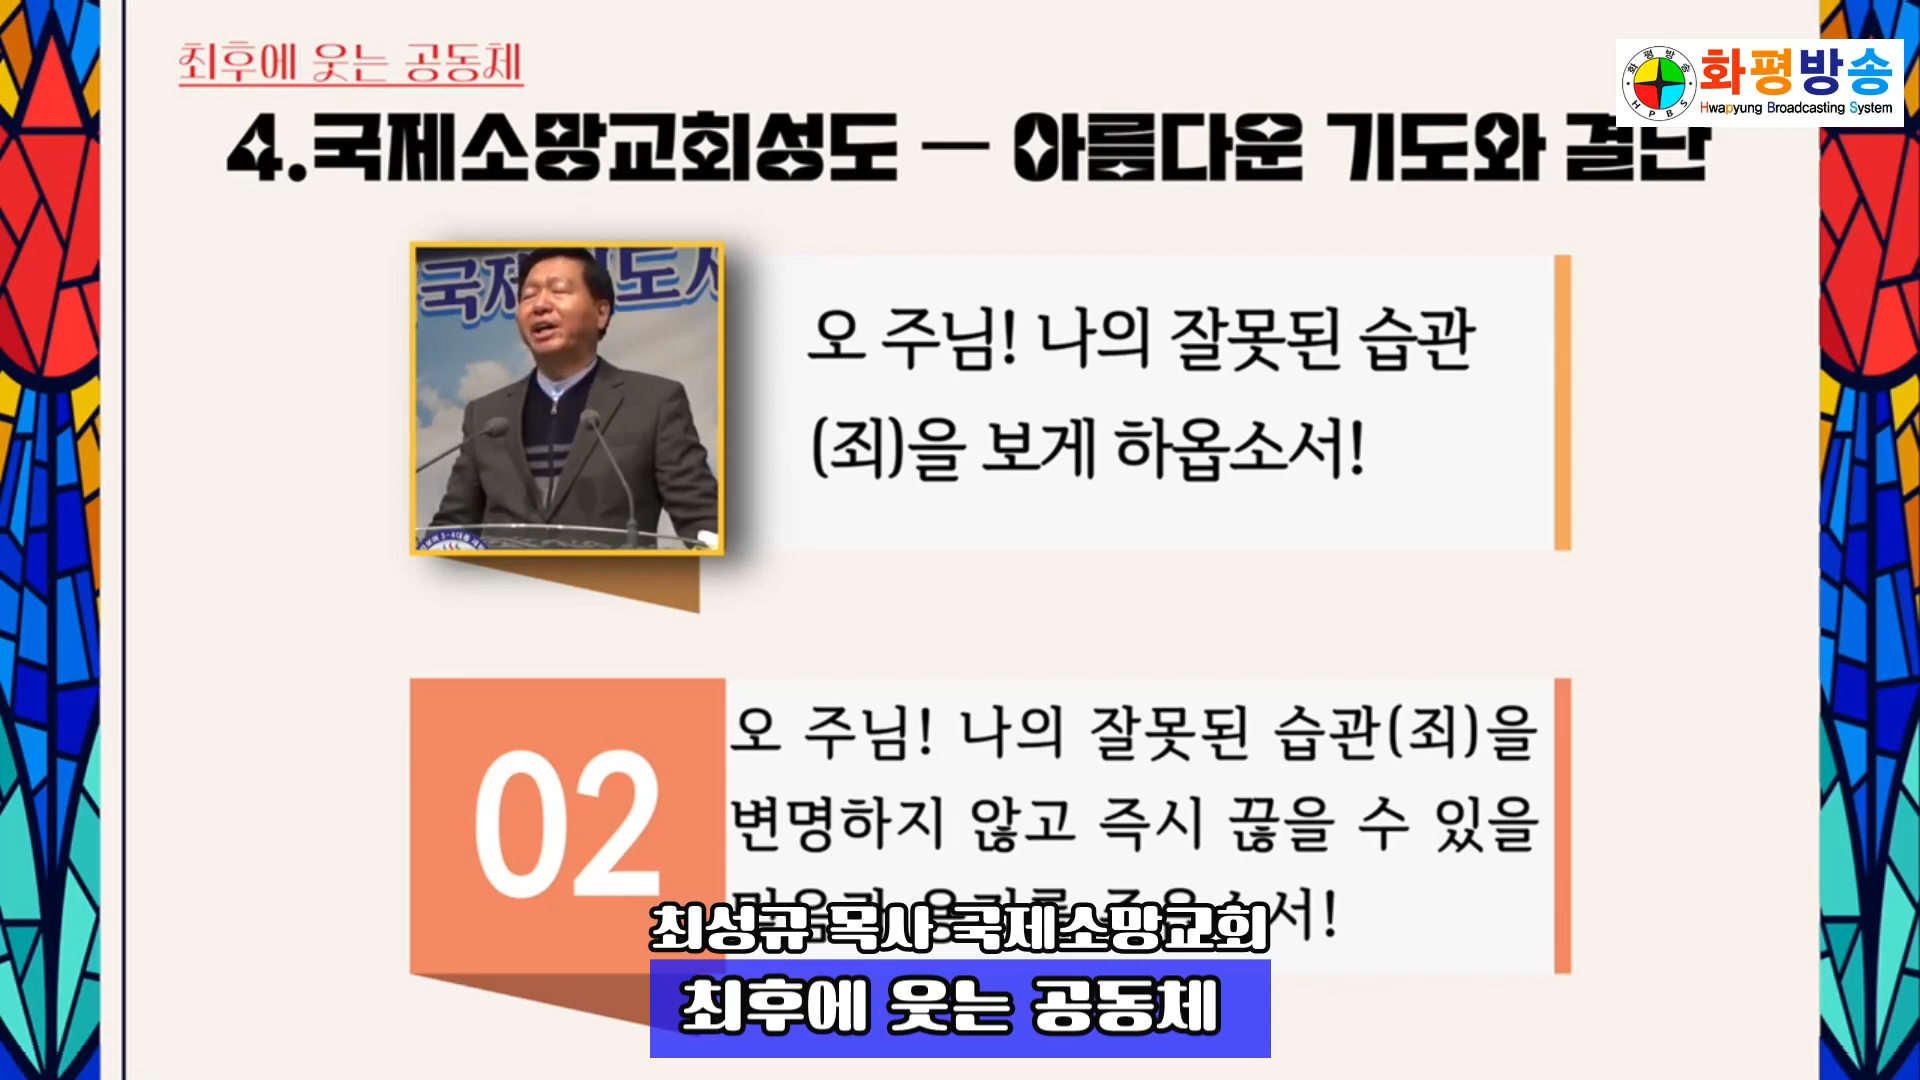 최후에 웃는 공동체
화평방송
HPBS
Hwapyung Broadcasting System
4.국제소망교회성도 — 아름다운 기도와 결단
국제 도
오 주님! 나의 잘못된 습관
(죄)을 보게 하옵소서!
02
오 주님! 나의 잘못된 습관(죄)을
변명하지 않고 즉시 끊을 수 있을
서!
최성규 목사 국제소망교회
최후에 웃는 공동체